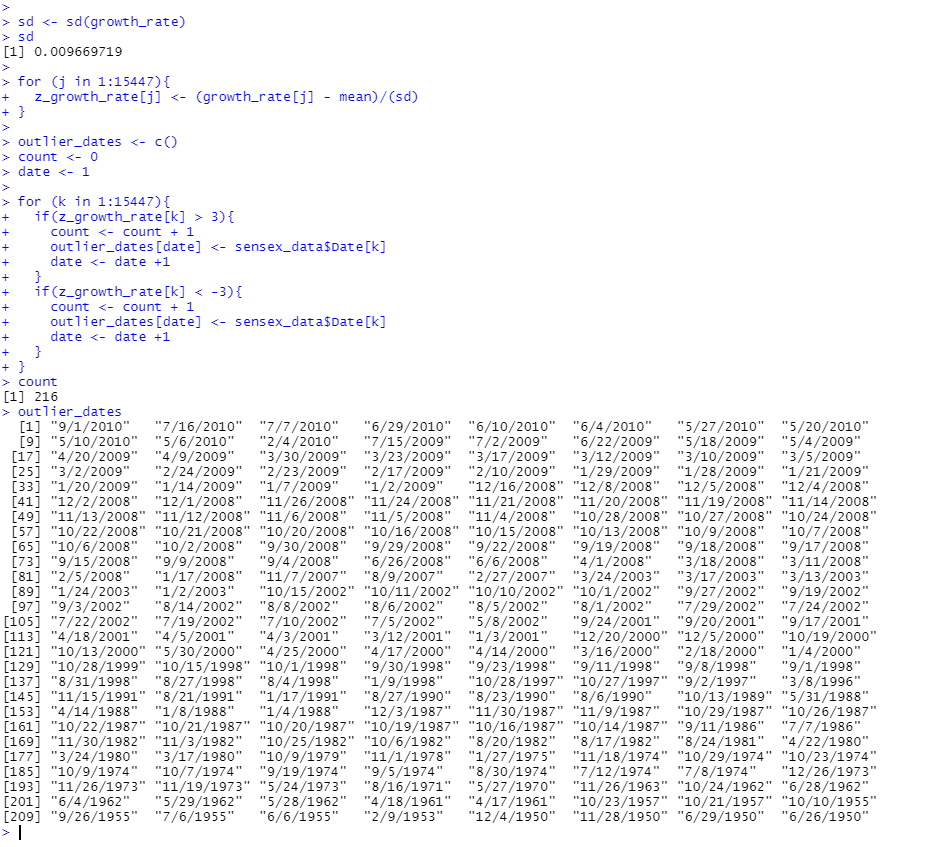 >
> sd <- sd(growth_rate)
> sd
[1] 0.009669719
>
> for (j in 1:15447){
+   z_growth_rate[j] <- (growth_rate[j] - mean)/(sd)
+ }
>
> outlier_dates <- c()
> count <- 0
> date <- 1
>
> for (k in 1:15447){
+   if(z_growth_rate[k] > 3){
+     count <- count + 1
+     outlier_dates[date] <- sensex_data$Date[k]
+     date <- date +1
+   }
+   if(z_growth_rate[k] < -3){
+     count <- count + 1
+     outlier_dates[date] <- sensex_data$Date[k]
+     date <- date +1
+   }
+ }
> count
[1] 216
> outlier_dates
[1] "9/1/2010" "7/16/2010" "7/7/2010" "6/29/2010" "6/10/2010" "6/4/2010" "5/27/2010" "5/20/2010"
[9] "5/10/2010" "5/6/2010" "2/4/2010" "7/15/2009" "7/2/2009" "6/22/2009" "5/18/2009" "5/4/2009"
[17] "4/20/2009" "4/9/2009" "3/30/2009" "3/23/2009" "3/17/2009" "3/12/2009" "3/10/2009" "3/5/2009"
[25] "3/2/2009" "2/24/2009" "2/23/2009" "2/17/2009" "2/10/2009" "1/29/2009" "1/28/2009" "1/21/2009"
[33] "1/20/2009" "1/14/2009" "1/7/2009" "1/2/2009" "12/16/2008" "12/8/2008" "12/5/2008" "12/4/2008"
[41] "12/2/2008" "12/1/2008" "11/26/2008" "11/24/2008" "11/21/2008" "11/20/2008" "11/19/2008" "11/14/2008"
[49] "11/13/2008" "11/12/2008" "11/6/2008" "11/5/2008" "11/4/2008" "10/28/2008" "10/27/2008" "10/24/2008"
[57] "10/22/2008" "10/21/2008" "10/20/2008" "10/16/2008" "10/15/2008" "10/13/2008" "10/9/2008" "10/7/2008"
[65] "10/6/2008" "10/2/2008" "9/30/2008" "9/29/2008" "9/22/2008" "9/19/2008" "9/18/2008" "9/17/2008"
[73] "9/15/2008" "9/9/2008" "9/4/2008" "6/26/2008" "6/6/2008" "4/1/2008" "3/18/2008" "3/11/2008"
[81] "2/5/2008" "1/17/2008" "11/7/2007" "8/9/2007" "2/27/2007" "3/24/2003" "3/17/2003" "3/13/2003"
[89] "1/24/2003" "1/2/2003" "10/15/2002" "10/11/2002" "10/10/2002" "10/1/2002" "9/27/2002" "9/19/2002"
[97] "9/3/2002" "8/14/2002" "8/8/2002" "8/6/2002" "8/5/2002" "8/1/2002" "7/29/2002" "7/24/2002"
[105] "7/22/2002" "7/19/2002" "7/10/2002" "7/5/2002" "5/8/2002" "9/24/2001" "9/20/2001" "9/17/2001"
[113] "4/18/2001" "4/5/2001" "4/3/2001" "3/12/2001" "1/3/2001" "12/20/2000" "12/5/2000" "10/19/2000"
[121] "10/13/2000" "5/30/2000" "4/25/2000" "4/17/2000" "4/14/2000" "3/16/2000" "2/18/2000" "1/4/2000"
[129] "10/28/1999" "10/15/1998" "10/1/1998" "9/30/1998" "9/23/1998" "9/11/1998" "9/8/1998" "9/1/1998"
[137] "8/31/1998" "8/27/1998" "8/4/1998" "1/9/1998" "10/28/1997" "10/27/1997" "9/2/1997" "3/8/1996"
[145] "11/15/1991" "8/21/1991" "1/17/1991" "8/27/1990" "8/23/1990" "8/6/1990" "10/13/1989" "5/31/1988"
[153] "4/14/1988" "1/8/1988" "1/4/1988" "12/3/1987" "11/30/1987" "11/9/1987" "10/29/1987" "10/26/1987"
[161] "10/22/1987" "10/21/1987" "10/20/1987" "10/19/1987" "10/16/1987" "10/14/1987" "9/11/1986" "7/7/1986"
[169] "11/30/1982" "11/3/1982" "10/25/1982" "10/6/1982" "8/20/1982" "8/17/1982" "8/24/1981" "4/22/1980"
[177] "3/24/1980" "3/17/1980" "10/9/1979" "11/1/1978" "1/27/1975" "11/18/1974" "10/29/1974" "10/23/1974"
[185] "10/9/1974" "10/7/1974" "9/19/1974" "9/5/1974" "8/30/1974" "7/12/1974" "7/8/1974" "12/26/1973"
[193] "11/26/1973" "11/19/1973" "5/24/1973" "8/16/1971" "5/27/1970" "11/26/1963" "10/24/1962" "6/28/1962"
[201] "6/4/1962" "5/29/1962" "5/28/1962" "4/18/1961" "4/17/1961" "10/23/1957" "10/21/1957" "10/10/1955"
[209] "9/26/1955" "7/6/1955" "6/6/1955" "2/9/1953" "12/4/1950" "11/28/1950" "6/29/1950" "6/26/1950"
>